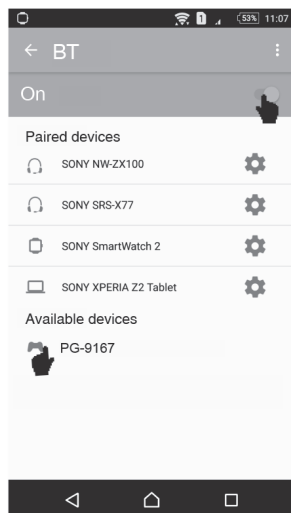 1 53% 11:07
BT
On
Paired devices
SONY NW-ZX100
SONY SRS-X77
SONY SmartWatch 2
SONY XPERIA Z2 Tablet
Available devices
PG-9167